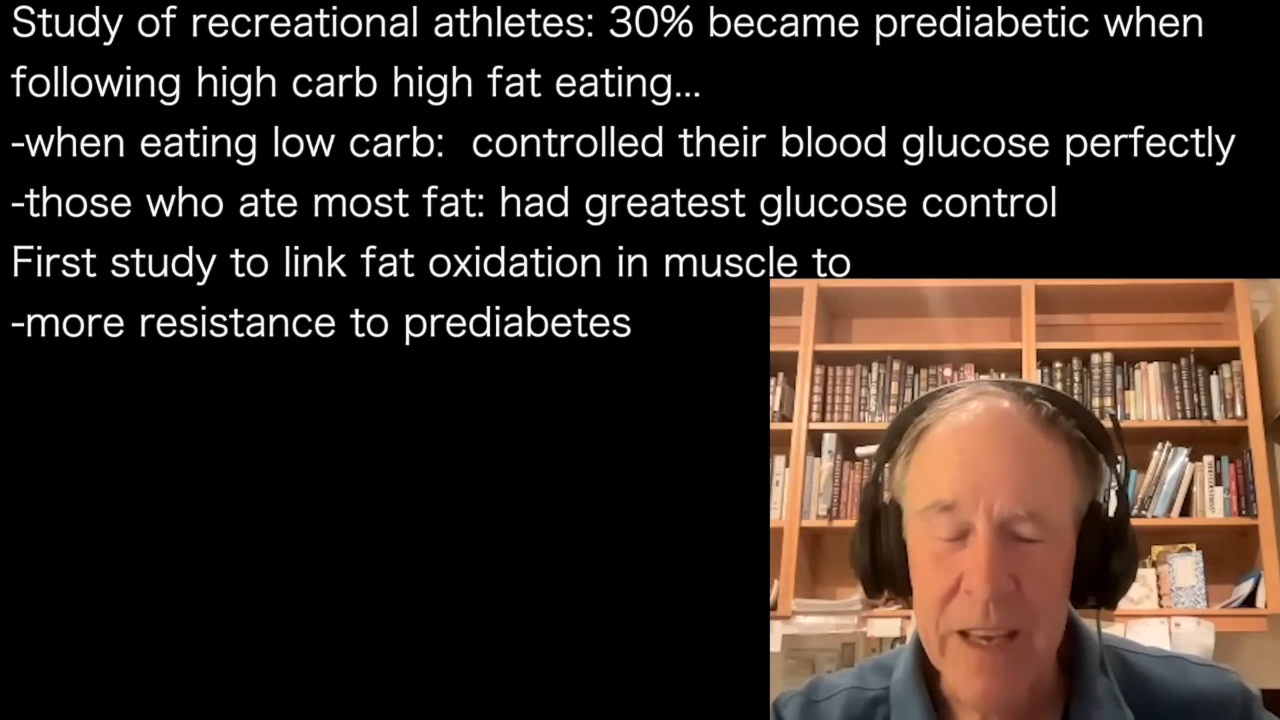 Study of recreational athletes: 30% became prediabetic when
following high carb high fat eating...
-when eating low carb:  controlled their blood glucose perfectly
-those who ate most fat: had greatest glucose control
First study to link fat oxidation in muscle to
-more resistance to prediabetes